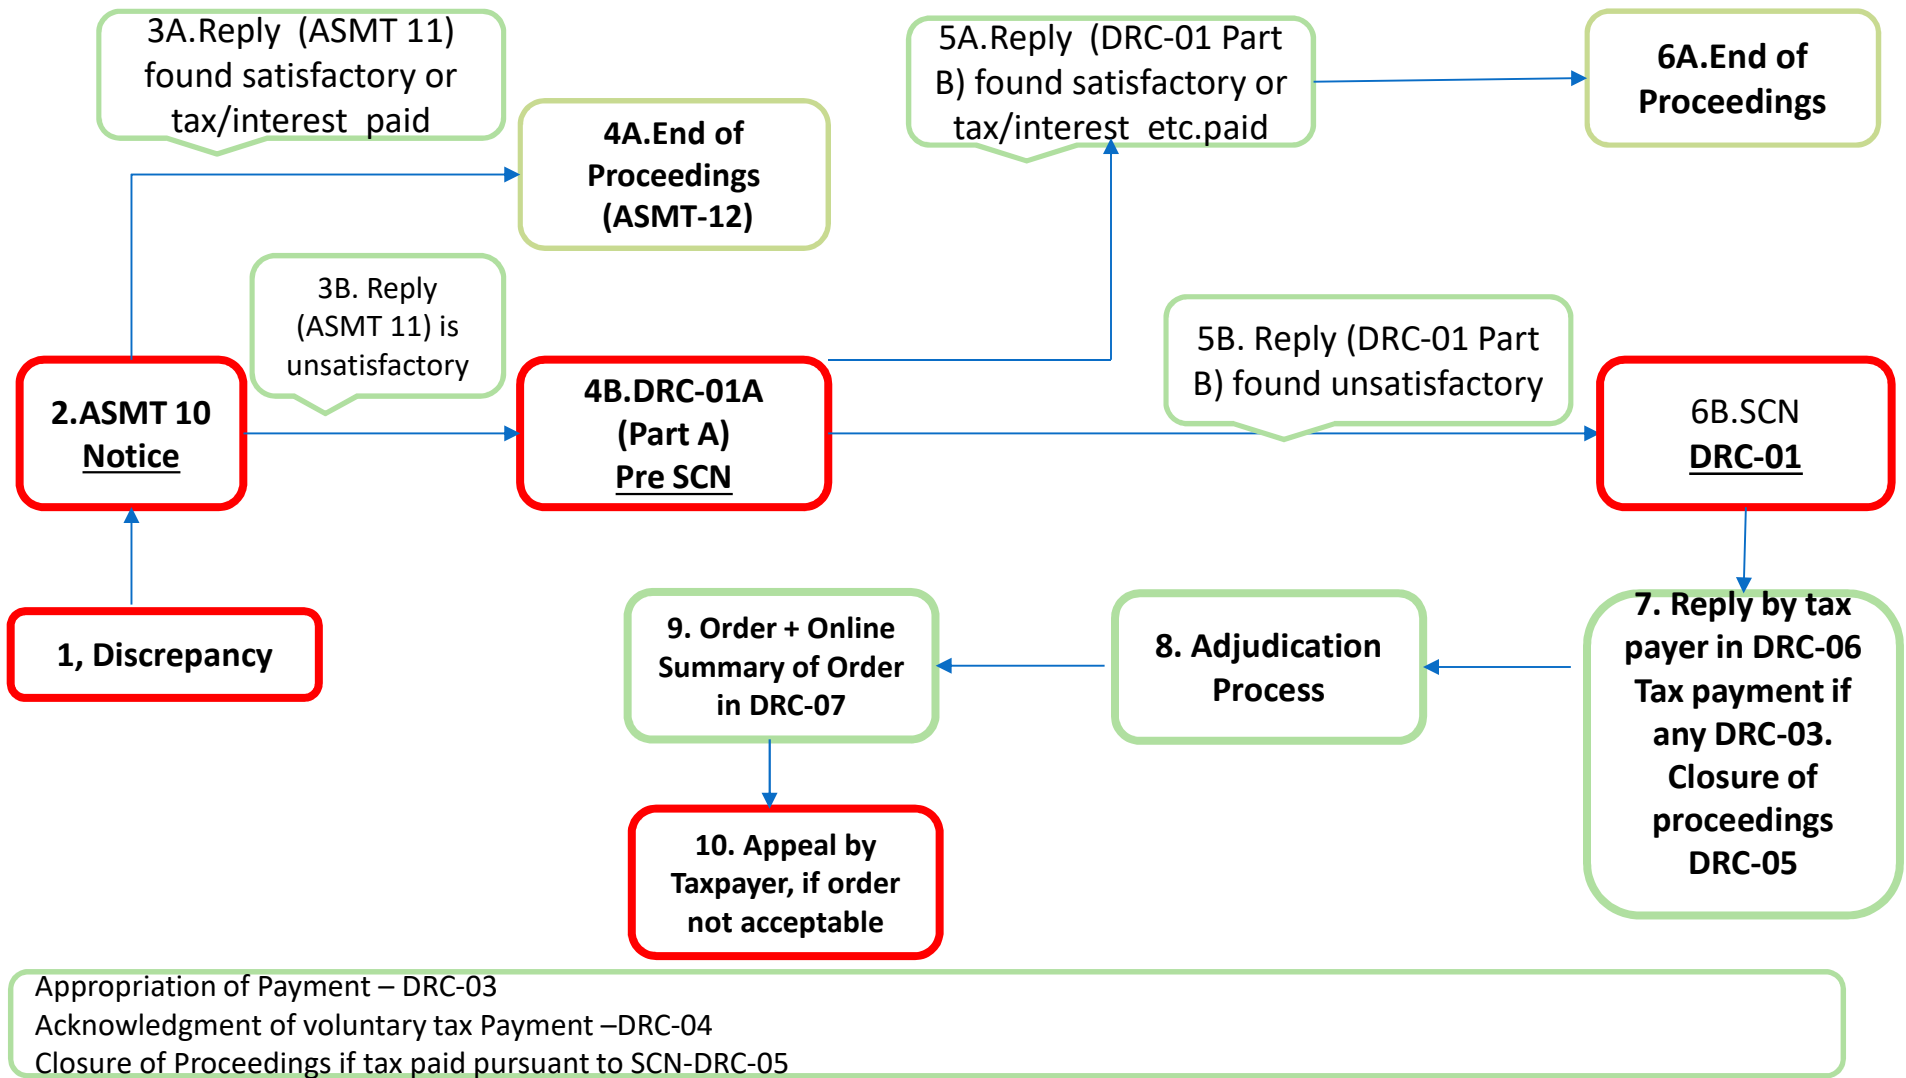 3A.Reply (ASMT 11)
found satisfactory or
tax/interest paid
5A.Reply (DRC-01 Part
B) found satisfactory or
tax/interest etc.paid
6A.End of
Proceedings
4A.End of
Proceedings
(ASMT-12)
3B. Reply
(ASMT 11) is
unsatisfactory
5B. Reply (DRC-01 Part
B) found unsatisfactory
2.ASMT 10
Notice
4B.DRC-01A
(Part A)
Pre SCN
6B.SCN
DRC-01
1, Discrepancy
9. Order + Online
Summary of Order
in DRC-07
8. Adjudication
Process
7. Reply by tax
payer in DRC-06
Tax payment if
any DRC-03.
Closure of
proceedings
DRC-05
10. Appeal by
Taxpayer, if order
not acceptable
Appropriation of Payment – DRC-03
Acknowledgment of voluntary tax Payment –DRC-04
Closure of Proceedings if tax paid pursuant to SCN-DRC-05